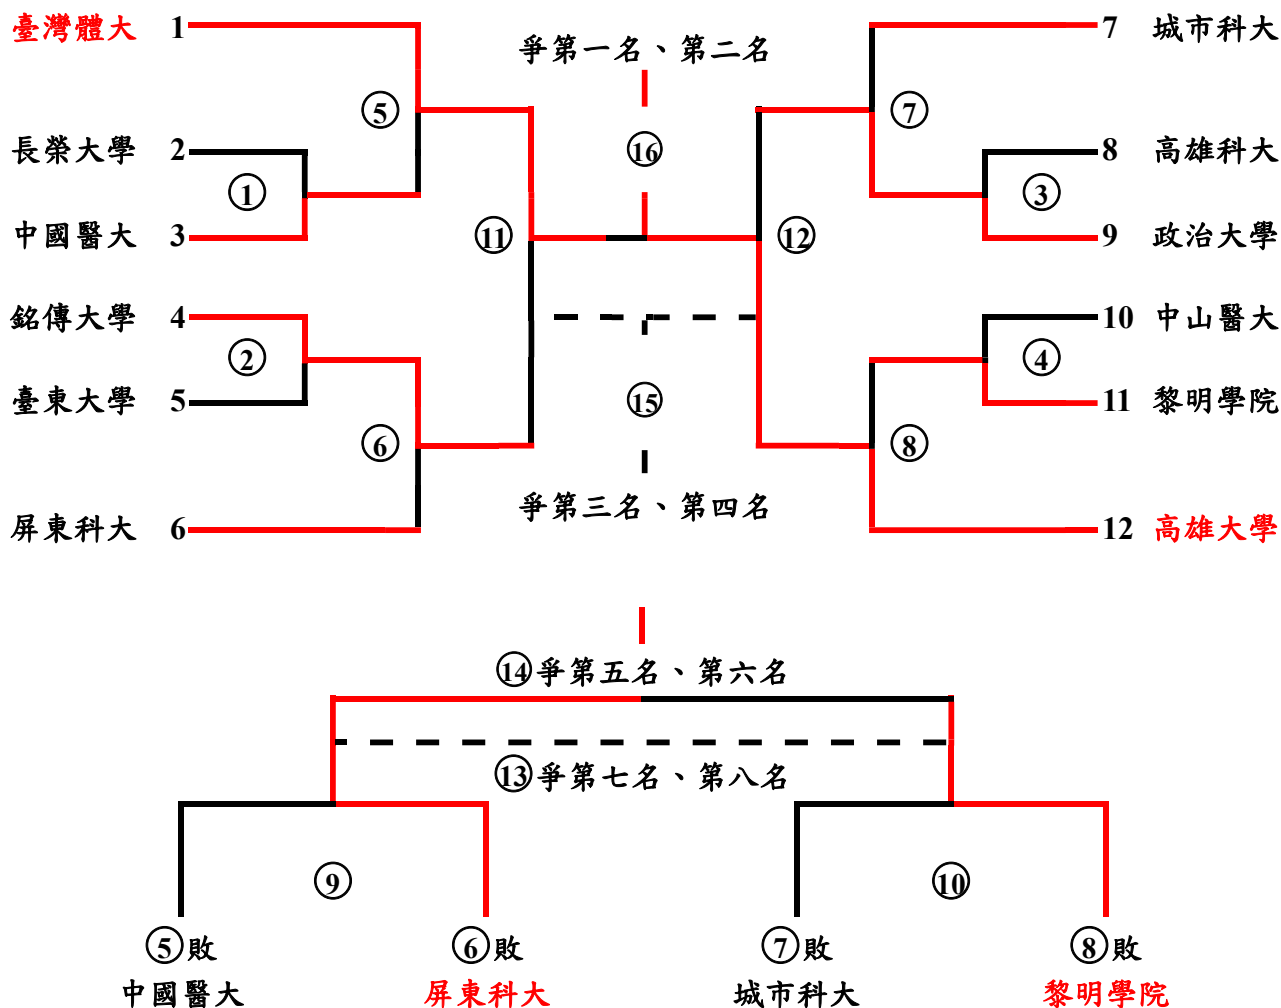 臺灣體大 1
7 城市科大
爭第一名、第二名
⑤
⑦
長榮大學 2
⑯
8 高雄科大
①
③
中國醫大 3
⑪
⑫
9 政治大學
銘傳大學 4
10 中山醫大
②
④
臺東大學 5
⑮
11 黎明學院
⑥
⑧
爭第三名、第四名
屏東科大 6
12 高雄大學
⑭爭第五名、第六名
⑬爭第七名、第八名
⑨
⑩
⑤敗
⑥敗
⑦敗
⑧敗
中國醫大
屏東科大
城市科大
黎明學院